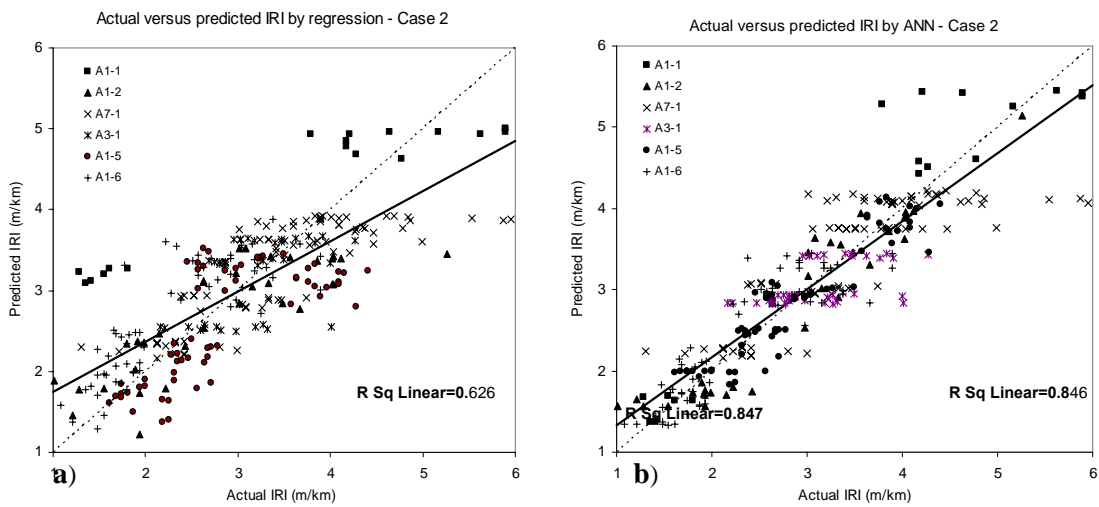 Actual versus predicted IRI by regression - Case 2
6
5
4
3
2
1
Predicted IRI (m/km)
A1-1
A1-2
A7-1
A3-1
A1-5
A1-6
R Sq Linear=0.626
1 2 3 4 5 6
a)
Actual IRI (m/km)
Actual versus predicted IRI by ANN - Case 2
6
5
4
3
2
1
Predicted IRI (m/km)
A1-1
A1-2
A7-1
A3-1
A1-5
A1-6
R Sq Linear=0.846
R Sq Linear=0.847
1 2 3 4 5 6
b)
Actual IRI (m/km)